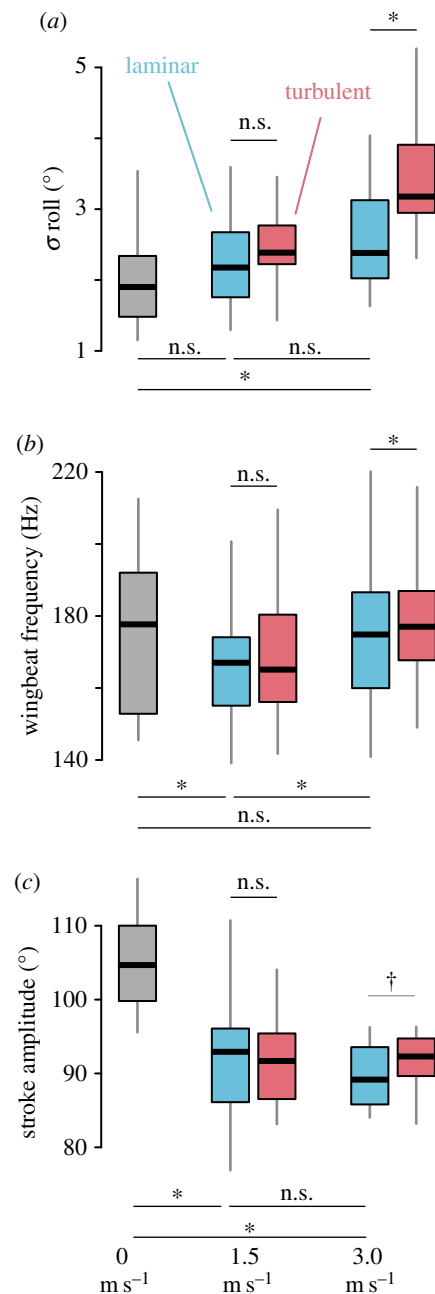 (a)
*
5
laminar
turbulent
n.s.
3
σ roll (°)
1
n.s.
n.s.
*
(b)
*
220
n.s.
180
wingbeat frequency (Hz)
140
*
*
n.s.
(c)
n.s.
110
†
100
90
stroke amplitude (°)
80
*
n.s.
*
0
1.5
3.0
m s⁻¹
m s⁻¹
m s⁻¹